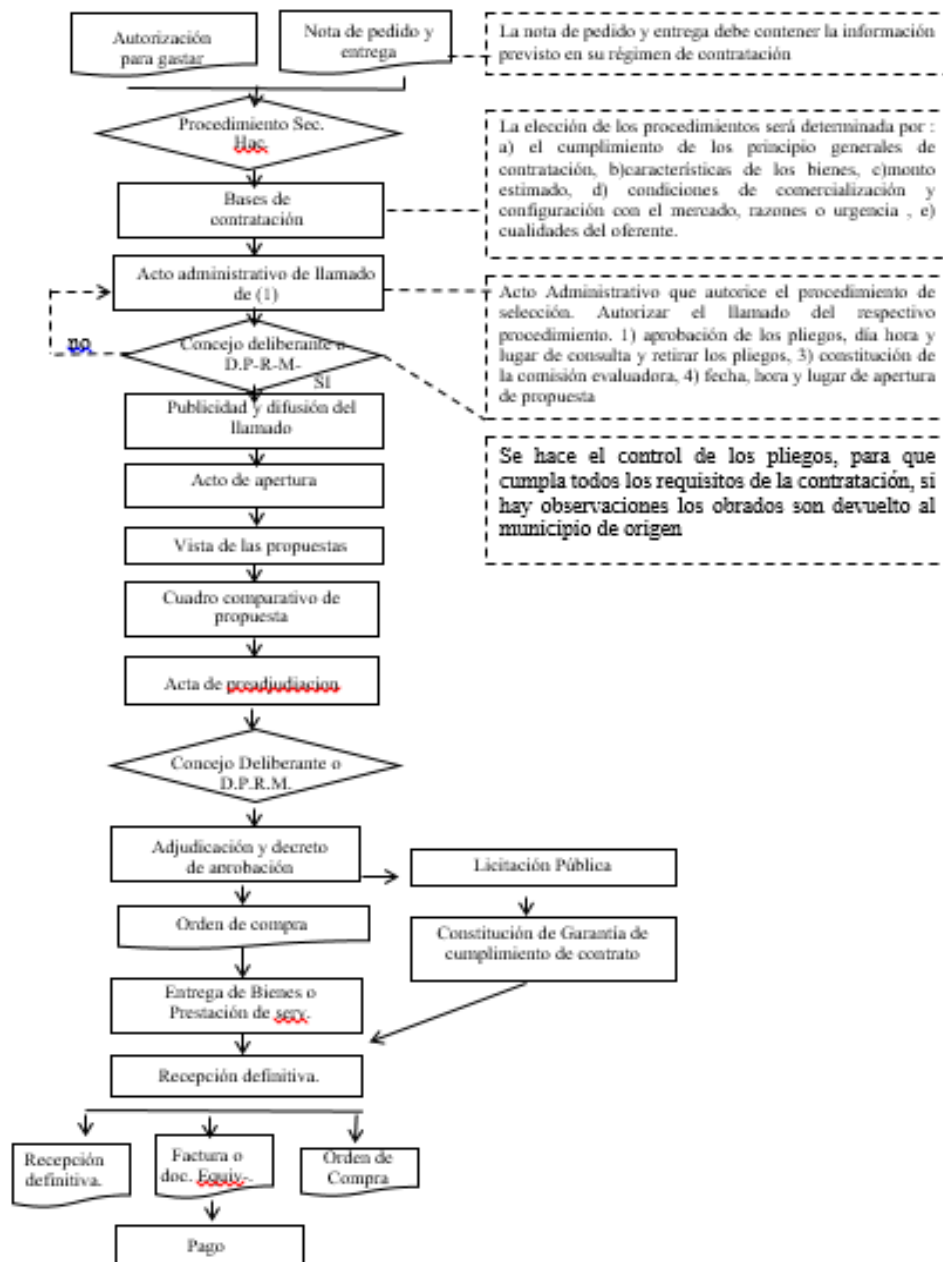 Autorización
para gastar
Nota de pedido y
entrega
La nota de pedido y entrega debe contener la información
previsto en su régimen de contratación
Procedimiento Sec.
Hac.
La elección de los procedimientos será determinada por :
a) el cumplimiento de los principio generales de
contratación, b)características de los bienes, c)monto
estimado, d) condiciones de comercialización y
configuración con el mercado, razones o urgencia , e)
cualidades del oferente.
Bases de
contratación
Acto administrativo de llamado
de (1)
Acto Administrativo que autorice el procedimiento de
selección. Autorizar el llamado del respectivo
procedimiento. 1) aprobación de los pliegos, día hora y
lugar de consulta y retirar los pliegos, 3) constitución de
la comisión evaluadora, 4) fecha, hora y lugar de apertura
de propuesta
no
Concejo deliberante o
D.P-R-M-
SI
Publicidad y difusión del
llamado
Se hace el control de los pliegos, para que
cumpla todos los requisitos de la contratación, si
hay observaciones los obrados son devuelto al
municipio de origen
Acto de apertura
Vista de las propuestas
Cuadro comparativo de
propuesta
Acta de preadjudiacion
Concejo Deliberante o
D.P.R.M.
Adjudicación y decreto
de aprobación
Licitación Pública
Orden de compra
Constitución de Garantía de
cumplimiento de contrato
Entrega de Bienes o
Prestación de serv.
Recepción definitiva.
Recepción
definitiva.
Factura o
doc. Equiv-.
Orden de
Compra
Pago